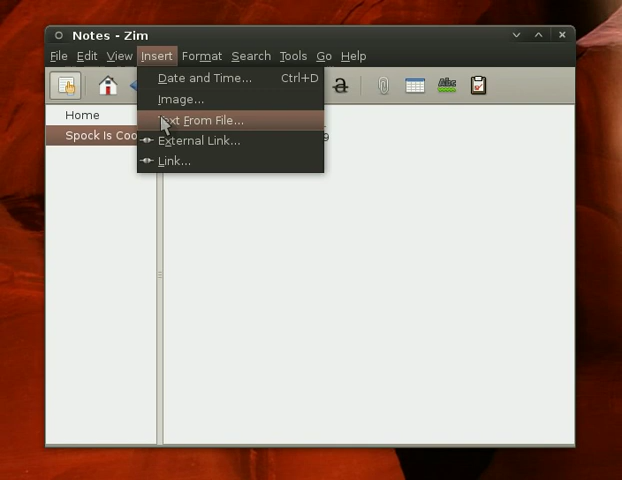 Notes - Zim
File Edit View Insert Format Search Tools Go Help
Date and Time... Ctrl+D
Image...
Text From File...
External Link...
Link...
a
Abc
Home
Spock Is Coo